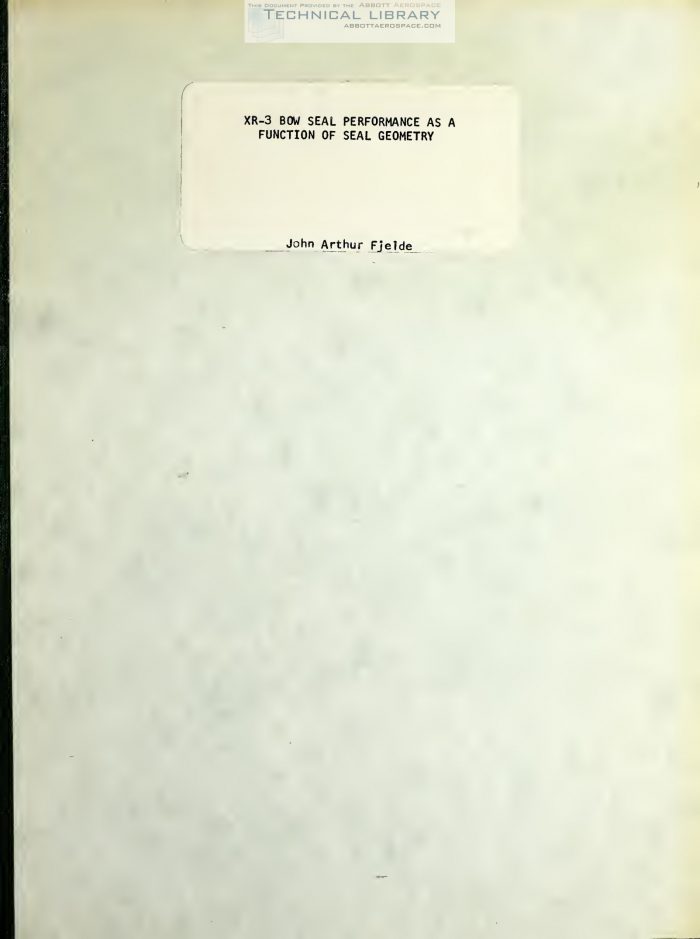 THIS DOCUMENT PROVIDED BY THE ABBOTT AEROSPACE
TECHNICAL LIBRARY
ABBOTTAEROSPACE.COM
XR-3 BOW SEAL PERFORMANCE AS A
FUNCTION OF SEAL GEOMETRY
John Arthur Fjelde